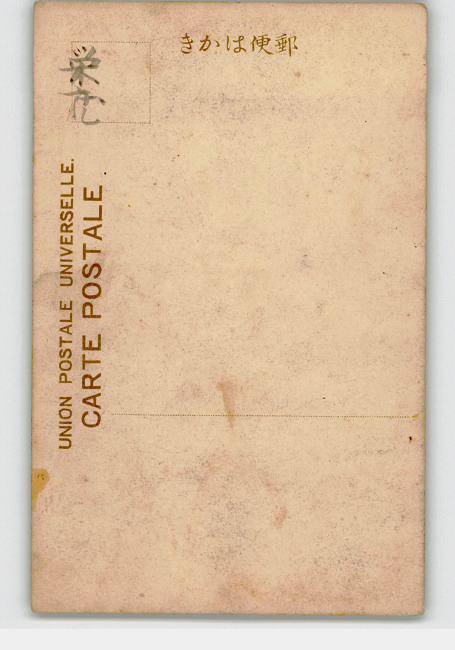 郵便はかき
UNION POSTALE UNIVERSELLE.
CARTE POSTALE